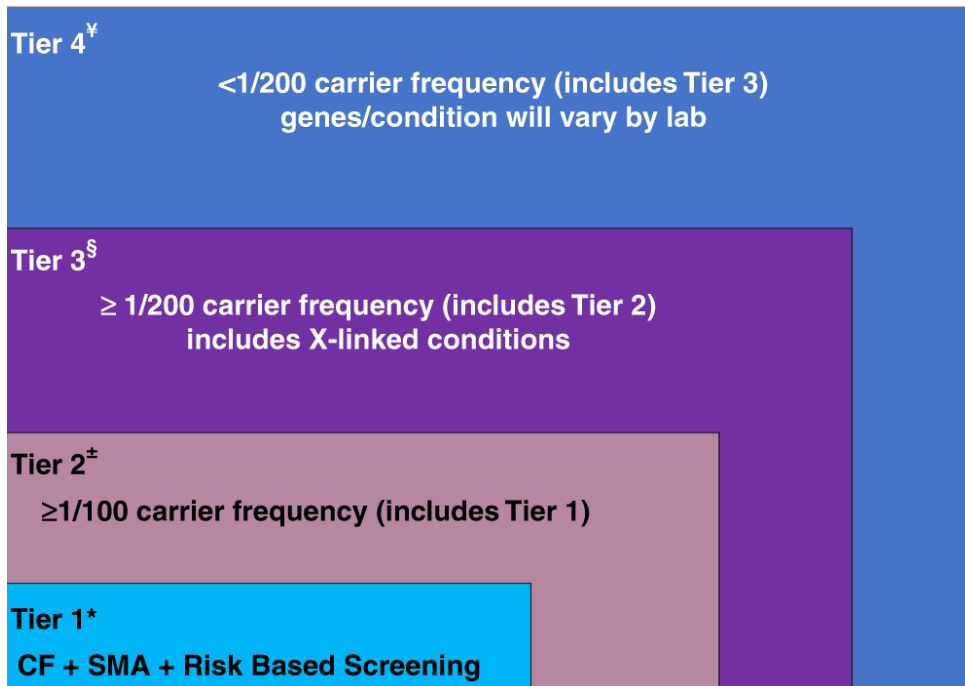 Tier 4¥
<1/200 carrier frequency (includes Tier 3)
genes/condition will vary by lab
Tier 3§
≥ 1/200 carrier frequency (includes Tier 2)
includes X-linked conditions
Tier 2±
≥1/100 carrier frequency (includes Tier 1)
Tier 1*
CF + SMA + Risk Based Screening